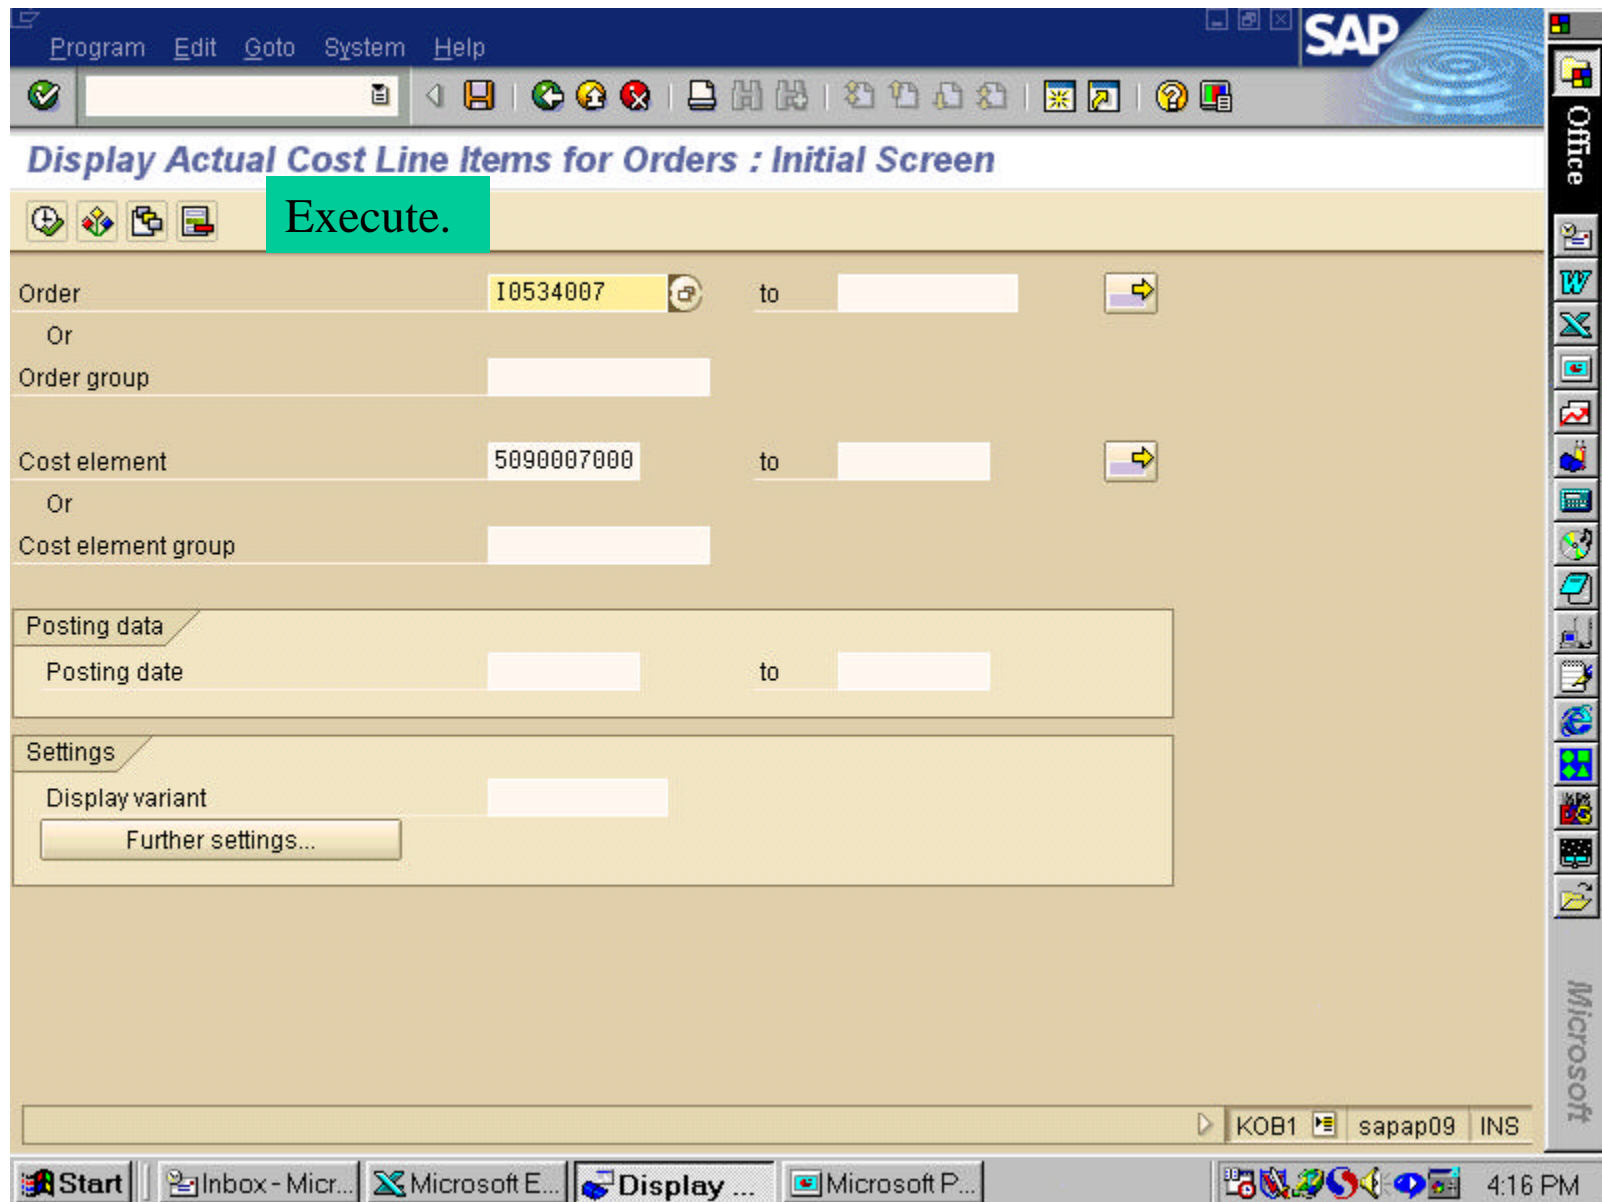 Program Edit Goto System Help
SAP
Display Actual Cost Line Items for Orders : Initial Screen
Execute.
Order I0534007 to
Or
Order group
Cost element 5090007000 to
Or
Cost element group
Posting data
Posting date to
Settings
Display variant
Further settings...
KOB1 sapap09 INS
Start Inbox - Micr... Microsoft E... Display ... Microsoft P... 4:16 PM
Office
Microsoft